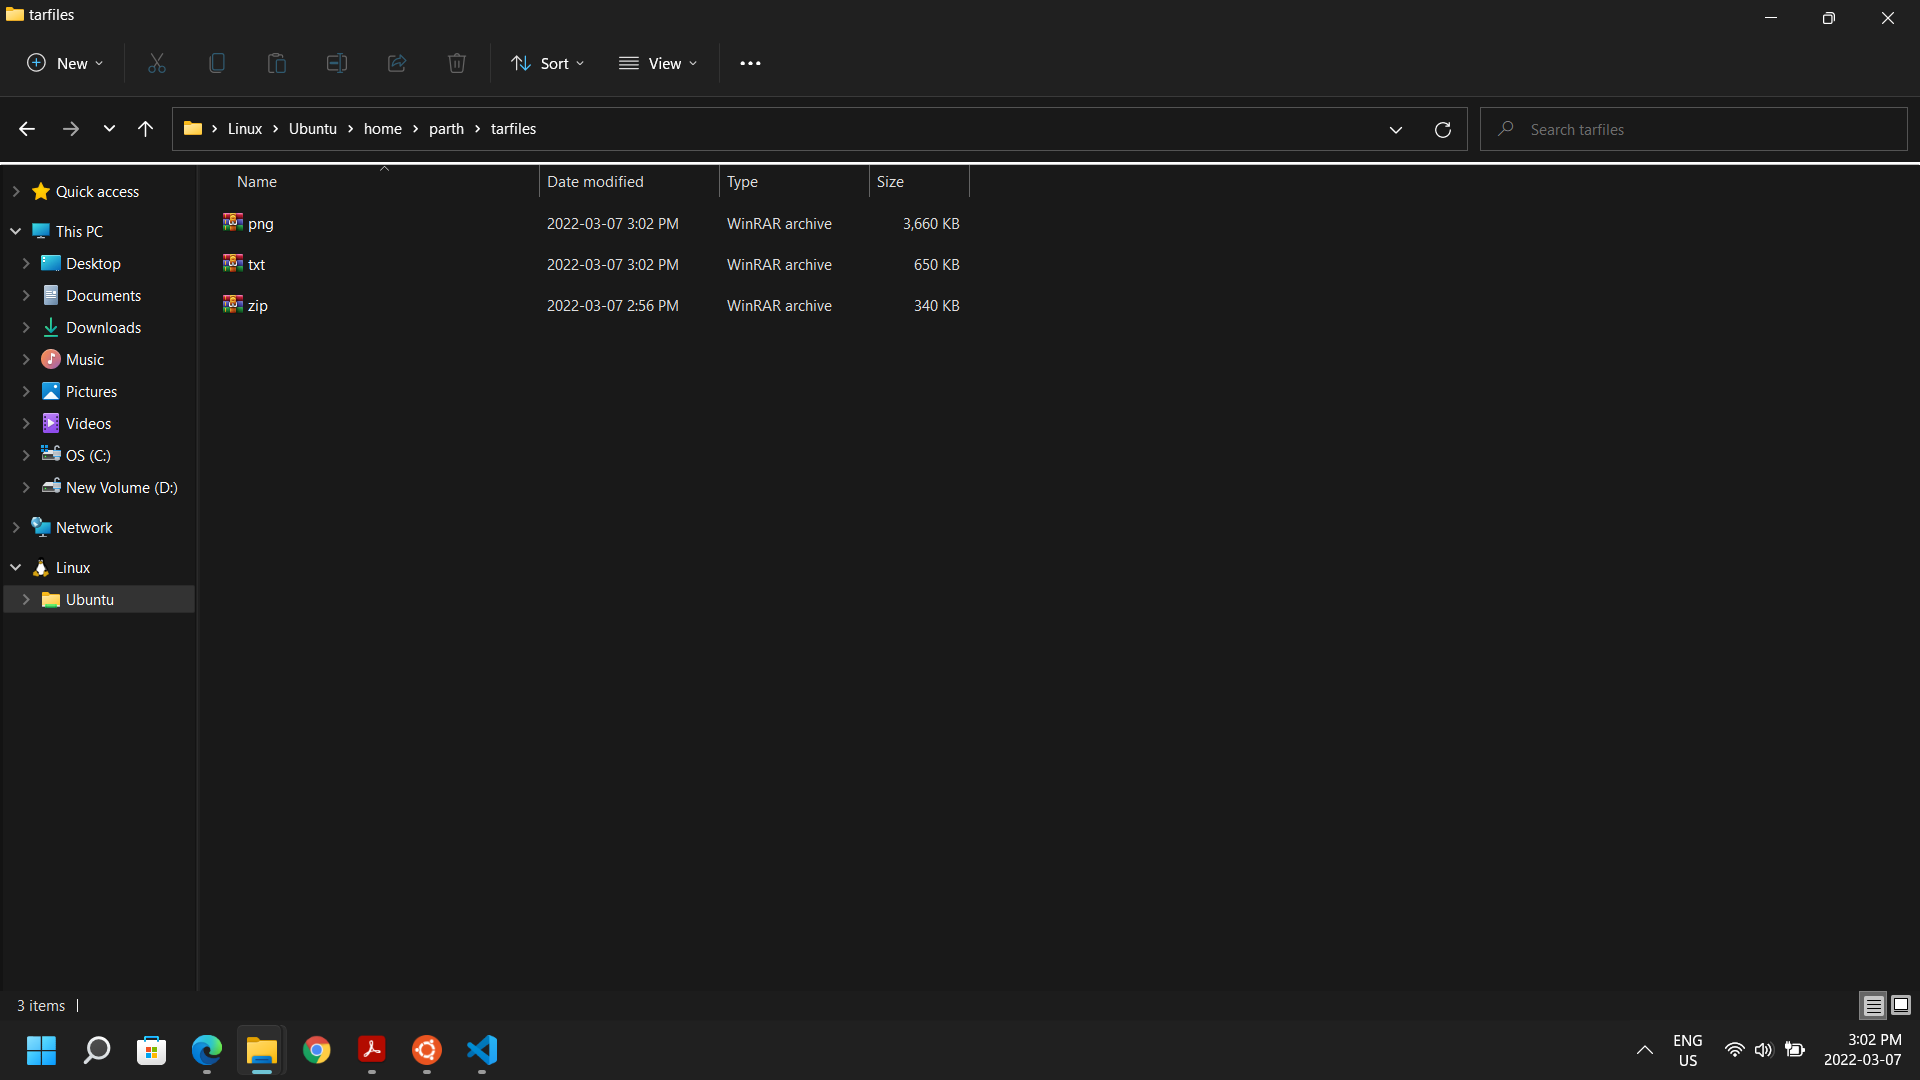 tarfiles
New
Sort
View
Linux
Ubuntu
home
parth
tarfiles
Search tarfiles
Quick access
This PC
Desktop
Documents
Downloads
Music
Pictures
Videos
OS (C:)
New Volume (D:)
Network
Linux
Ubuntu
Name Date modified Type Size
png 2022-03-07 3:02 PM WinRAR archive 3,660 KB
txt 2022-03-07 3:02 PM WinRAR archive 650 KB
zip 2022-03-07 2:56 PM WinRAR archive 340 KB
3 items
ENG
US
3:02 PM
2022-03-07